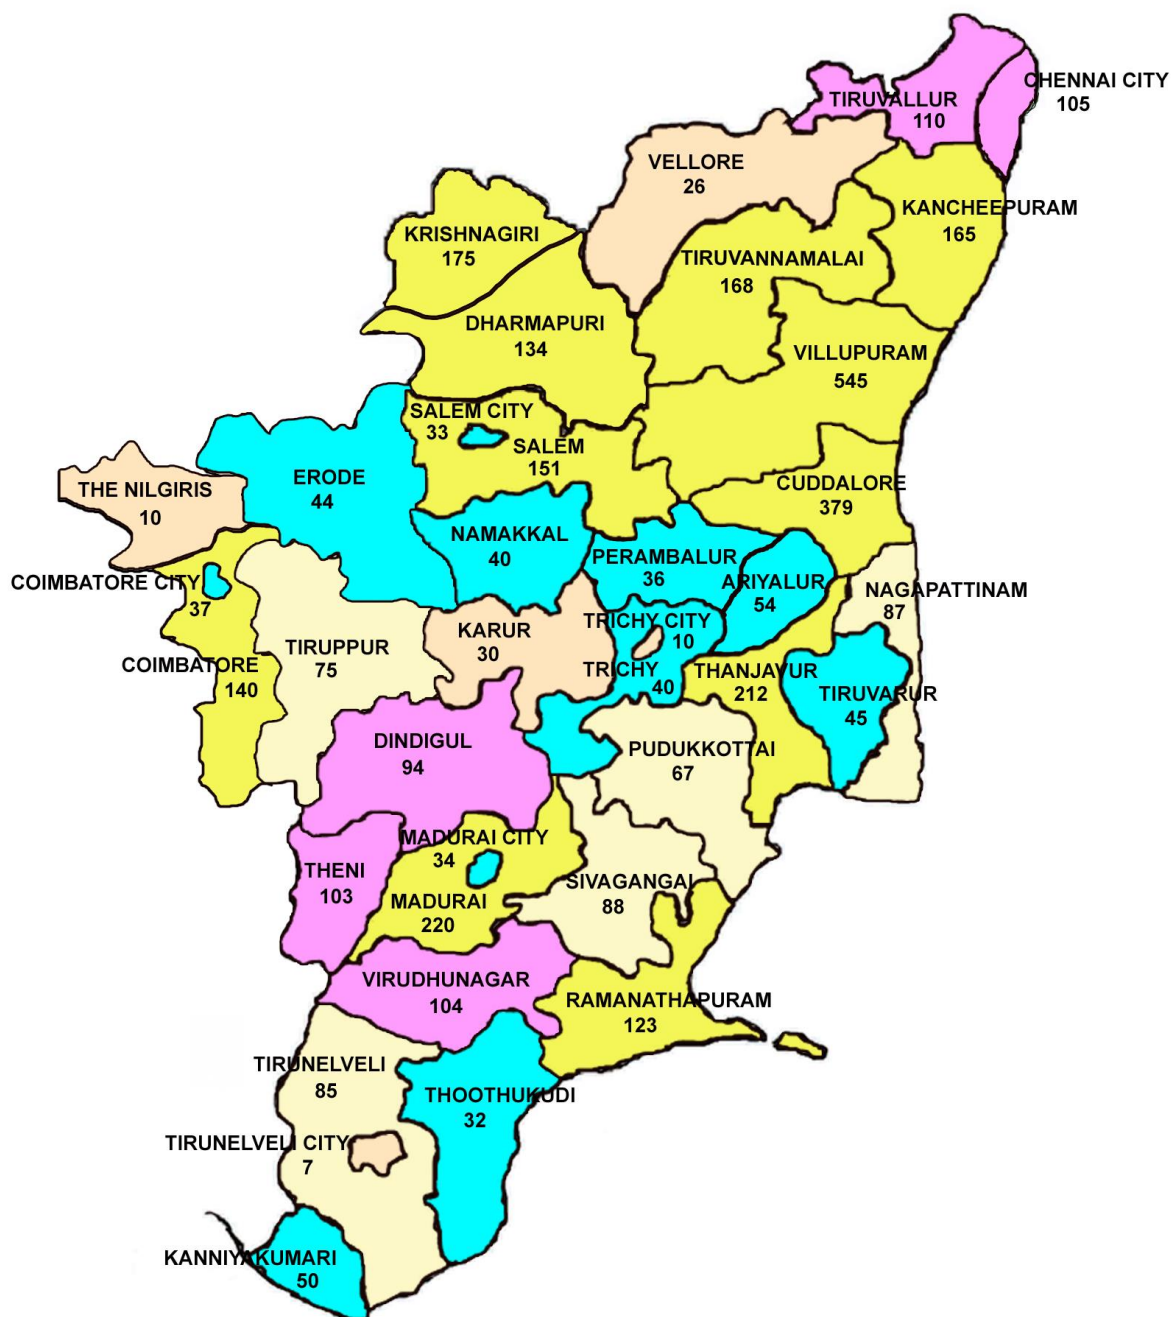 CHENNAI CITY
105
TIRUVALLUR
110
VELLORE
26
KANCHEEPURAM
165
KRISHNAGIRI
175
TIRUVANNAMALAI
168
DHARMAPURI
134
VILLUPURAM
545
SALEM CITY
33
SALEM
151
ERODE
44
THE NILGIRIS
10
CUDDALORE
379
NAMAKKAL
40
PERAMBALUR
36
ARIYALUR
54
COIMBATORE CITY
37
NAGAPATTINAM
87
TRICHY CITY
10
KARUR
30
TIRUPPUR
75
COIMBATORE
140
TRICHY
40
THANJAVUR
212
TIRUVARUR
45
DINDIGUL
94
PUDUKKOTTAI
67
MADURAI CITY
34
THENI
103
SIVAGANGAI
88
MADURAI
220
VIRUDHUNAGAR
104
RAMANATHAPURAM
123
TIRUNELVELI
85
THOOTHUKUDI
32
TIRUNELVELI CITY
7
KANNIYAKUMARI
50